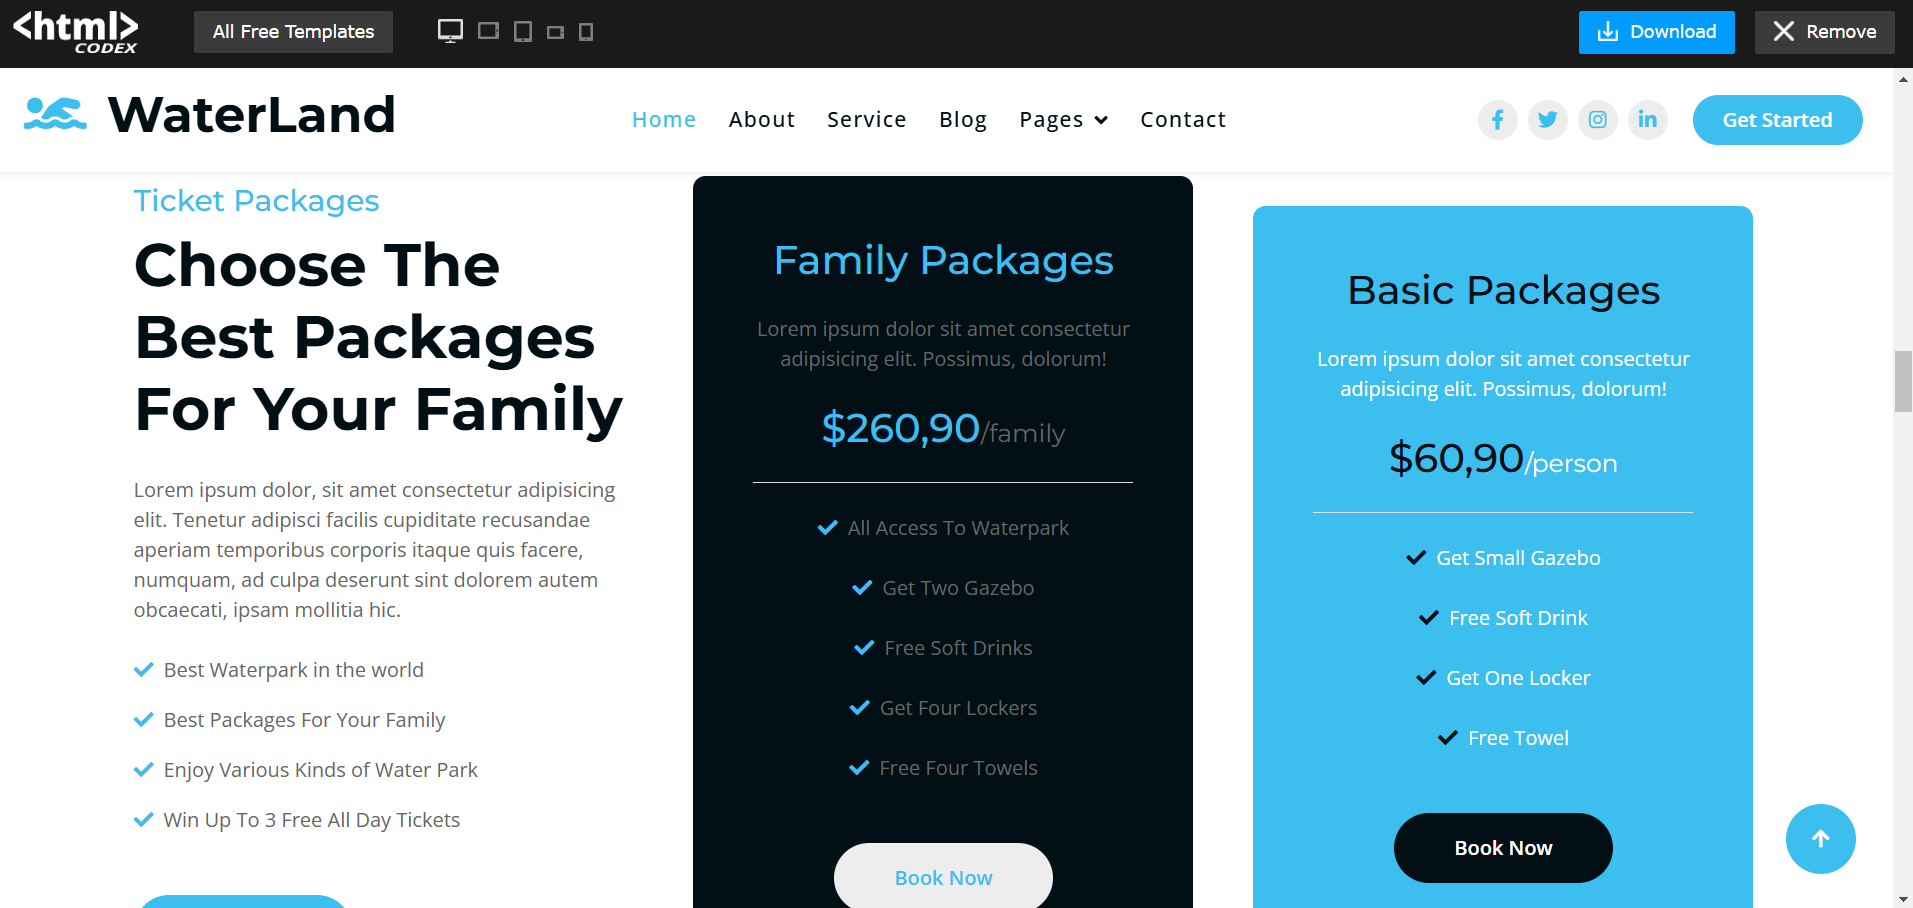 <html>
CODEX
All Free Templates
Download
Remove
WaterLand
Home
About
Service
Blog
Pages
Contact
Get Started
Ticket Packages
Choose The
Best Packages
For Your Family
Lorem ipsum dolor, sit amet consectetur adipisicing
elit. Tenetur adipisci facilis cupiditate recusandae
aperiam temporibus corporis itaque quis facere,
numquam, ad culpa deserunt sint dolorem autem
obcaecati, ipsam mollitia hic.
Best Waterpark in the world
Best Packages For Your Family
Enjoy Various Kinds of Water Park
Win Up To 3 Free All Day Tickets
Family Packages
Lorem ipsum dolor sit amet consectetur
adipisicing elit. Possimus, dolorum!
$260,90/family
All Access To Waterpark
Get Two Gazebo
Free Soft Drinks
Get Four Lockers
Free Four Towels
Book Now
Basic Packages
Lorem ipsum dolor sit amet consectetur
adipisicing elit. Possimus, dolorum!
$60,90/person
Get Small Gazebo
Free Soft Drink
Get One Locker
Free Towel
Book Now